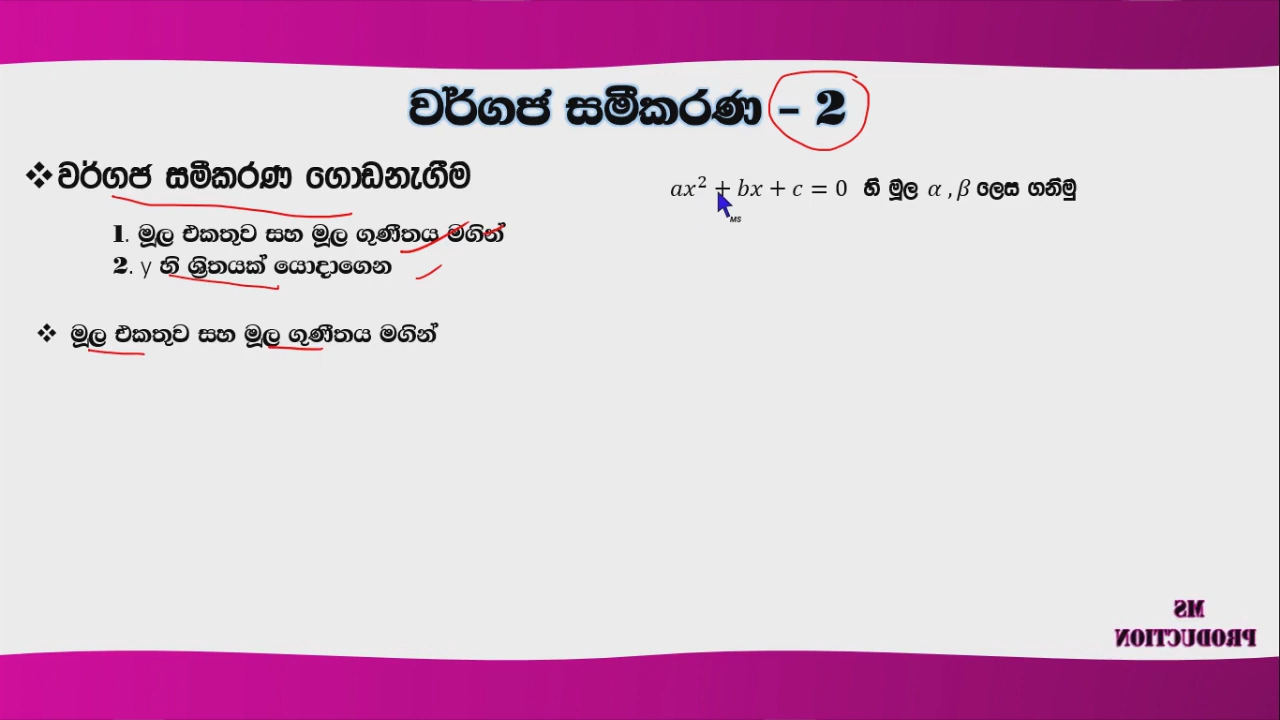 වර්ගජ සමීකරණ – 2
❖වර්ගජ සමීකරණ ගොඩනැගීම
1. මූල එකතුව සහ මූල ගුණීතය මගින්
2. y හි ශ්‍රිතයක් යොදාගෙන
❖ මූල එකතුව සහ මූල ගුණීතය මගින්
ax² + bx + c = 0 හි මූල α , β ලෙස ගනිමු
MS
MS
PRODUCTION